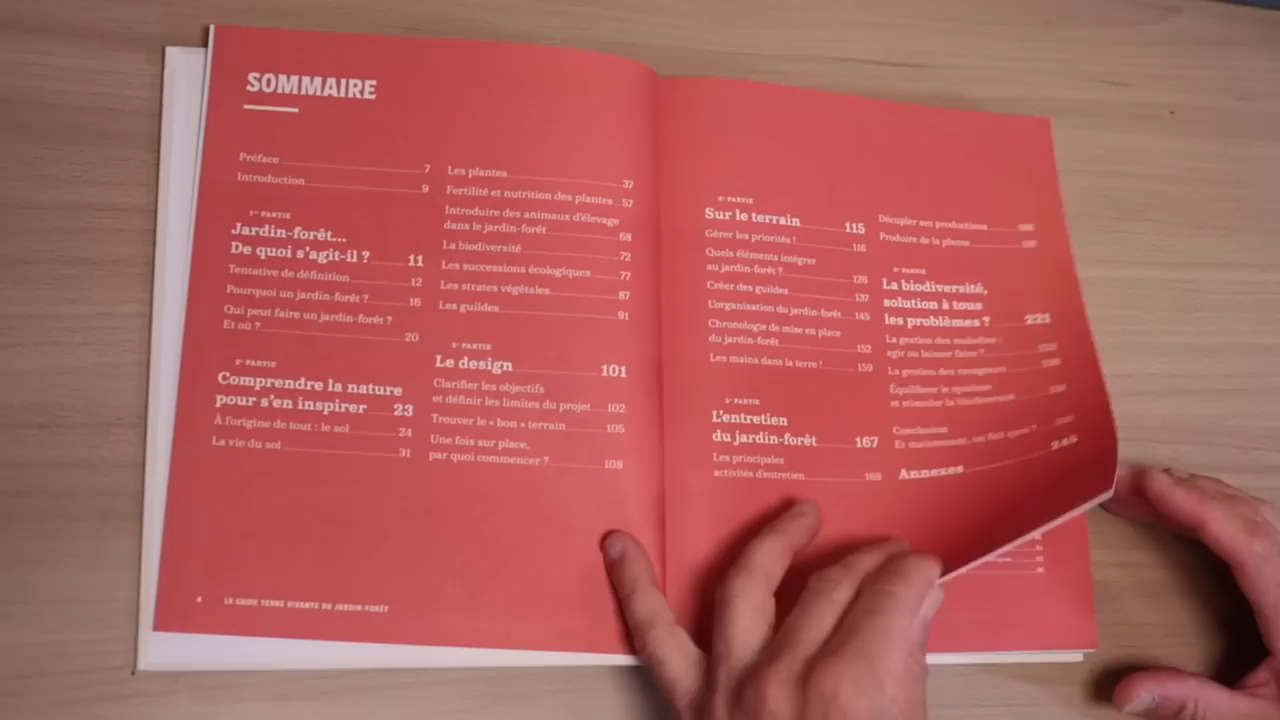 SOMMAIRE
Préface 7
Introduction 9
1re PARTIE
Jardin-forêt...
De quoi s'agit-il ? 11
Tentative de définition 12
Pourquoi un jardin-forêt ? 16
Qui peut faire un jardin-forêt ?
Et où ? 20
2e PARTIE
Comprendre la nature
pour s'en inspirer 23
À l'origine de tout : le sol 24
La vie du sol 31
Les plantes 37
Fertilité et nutrition des plantes 57
Introduire des animaux d'élevage
dans le jardin-forêt 68
La biodiversité 72
Les successions écologiques 77
Les strates végétales 87
Les guildes 91
3e PARTIE
Le design 101
Clarifier les objectifs
et définir les limites du projet 102
Trouver le « bon » terrain 105
Une fois sur place,
par quoi commencer ? 108
4 LE GUIDE TERRE VIVANTE DU JARDIN-FORÊT
4e PARTIE
Sur le terrain 115
Gérer les priorités ! 116
Quels éléments intégrer
au jardin-forêt ? 126
Créer des guildes 137
L'organisation du jardin-forêt 145
Chronologie de mise en place
du jardin-forêt 152
Les mains dans la terre ! 159
5e PARTIE
L'entretien
du jardin-forêt 167
Les principales
activités d'entretien 168
Décupler ses productions
Produire de la plante
6e PARTIE
La biodiversité,
solution à tous
les problèmes ? 221
La gestion des maladies :
agir ou laisser faire ?
La gestion des ravageurs
Équilibrer le système
et stimuler la biodiversité
Conclusion
Et maintenant, on fait quoi ?
Annexes 245